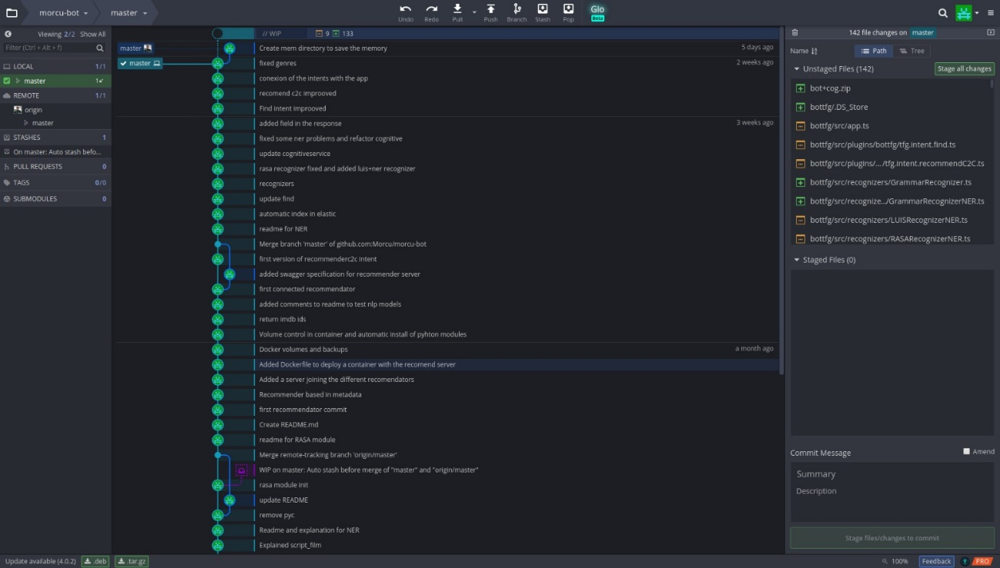 morcu-bot
master
Undo
Redo
Pull
Push
Branch
Stash
Pop
Glo
Beta
Viewing 2/2 Show All
Filter (Ctrl + Alt + f)
LOCAL 1/1
master 1
REMOTE 1/1
origin
master
STASHES 1
On master: Auto stash befo...
PULL REQUESTS 0
TAGS 0/0
SUBMODULES 0
// WIP 9 133
master Create mem directory to save the memory 5 days ago
master fixed genres 2 weeks ago
conexion of the intents with the app
recomend c2c improoved
Find intent improoved
added field in the response 3 weeks ago
fixed some ner problems and refactor cognitive
update cognitiveservice
rasa recognizer fixed and added luis+ner recognizer
recognizers
update find
automatic index in elastic
readme for NER
Merge branch 'master' of github.com:Morcu/morcu-bot
first version of recommenderc2c intent
added swagger specification for recommender server
first connected recommendator
added comments to readme to test nlp models
return imdb ids
Volume control in container and automatic install of pyhton modules
Docker volumes and backups a month ago
Added Dockerfile to deploy a container with the recomend server
Added a server joining the different recomendators
Recommender based in metadata
first recommendator commit
Create README.md
readme for RASA module
Merge remote-tracking branch 'origin/master'
WIP on master: Auto stash before merge of "master" and "origin/master"
rasa module init
update README
remove pyc
Readme and explanation for NER
Explained script_film
142 file changes on master
Name
Path
Tree
Unstaged Files (142)
Stage all changes
bot+cog.zip
bottfg/.DS_Store
bottfg/src/app.ts
bottfg/src/plugins/bottfg/tfg.intent.find.ts
bottfg/src/plugins/.../tfg.intent.recommendC2C.ts
bottfg/src/recognizers/GrammarRecognizer.ts
bottfg/src/recognize.../GrammarRecognizerNER.ts
bottfg/src/recognizers/LUISRecognizerNER.ts
bottfg/src/recognizers/RASARecognizerNER.ts
Staged Files (0)
Commit Message
Amend
Summary
Description
Stage files/changes to commit
Update available (4.0.2) .deb .tar.gz
100% Feedback PRO